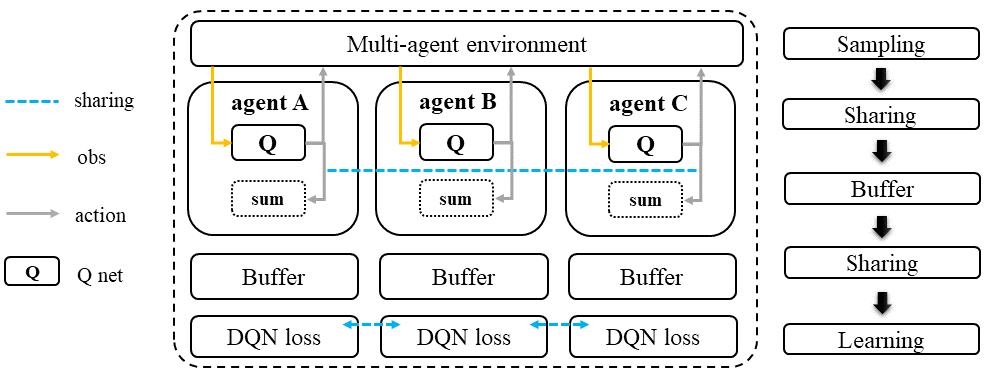 sharing
obs
action
Q
Q net
Multi-agent environment
agent A
agent B
agent C
Q
Q
Q
sum
sum
sum
Buffer
Buffer
Buffer
DQN loss
DQN loss
DQN loss
Sampling
Sharing
Buffer
Sharing
Learning